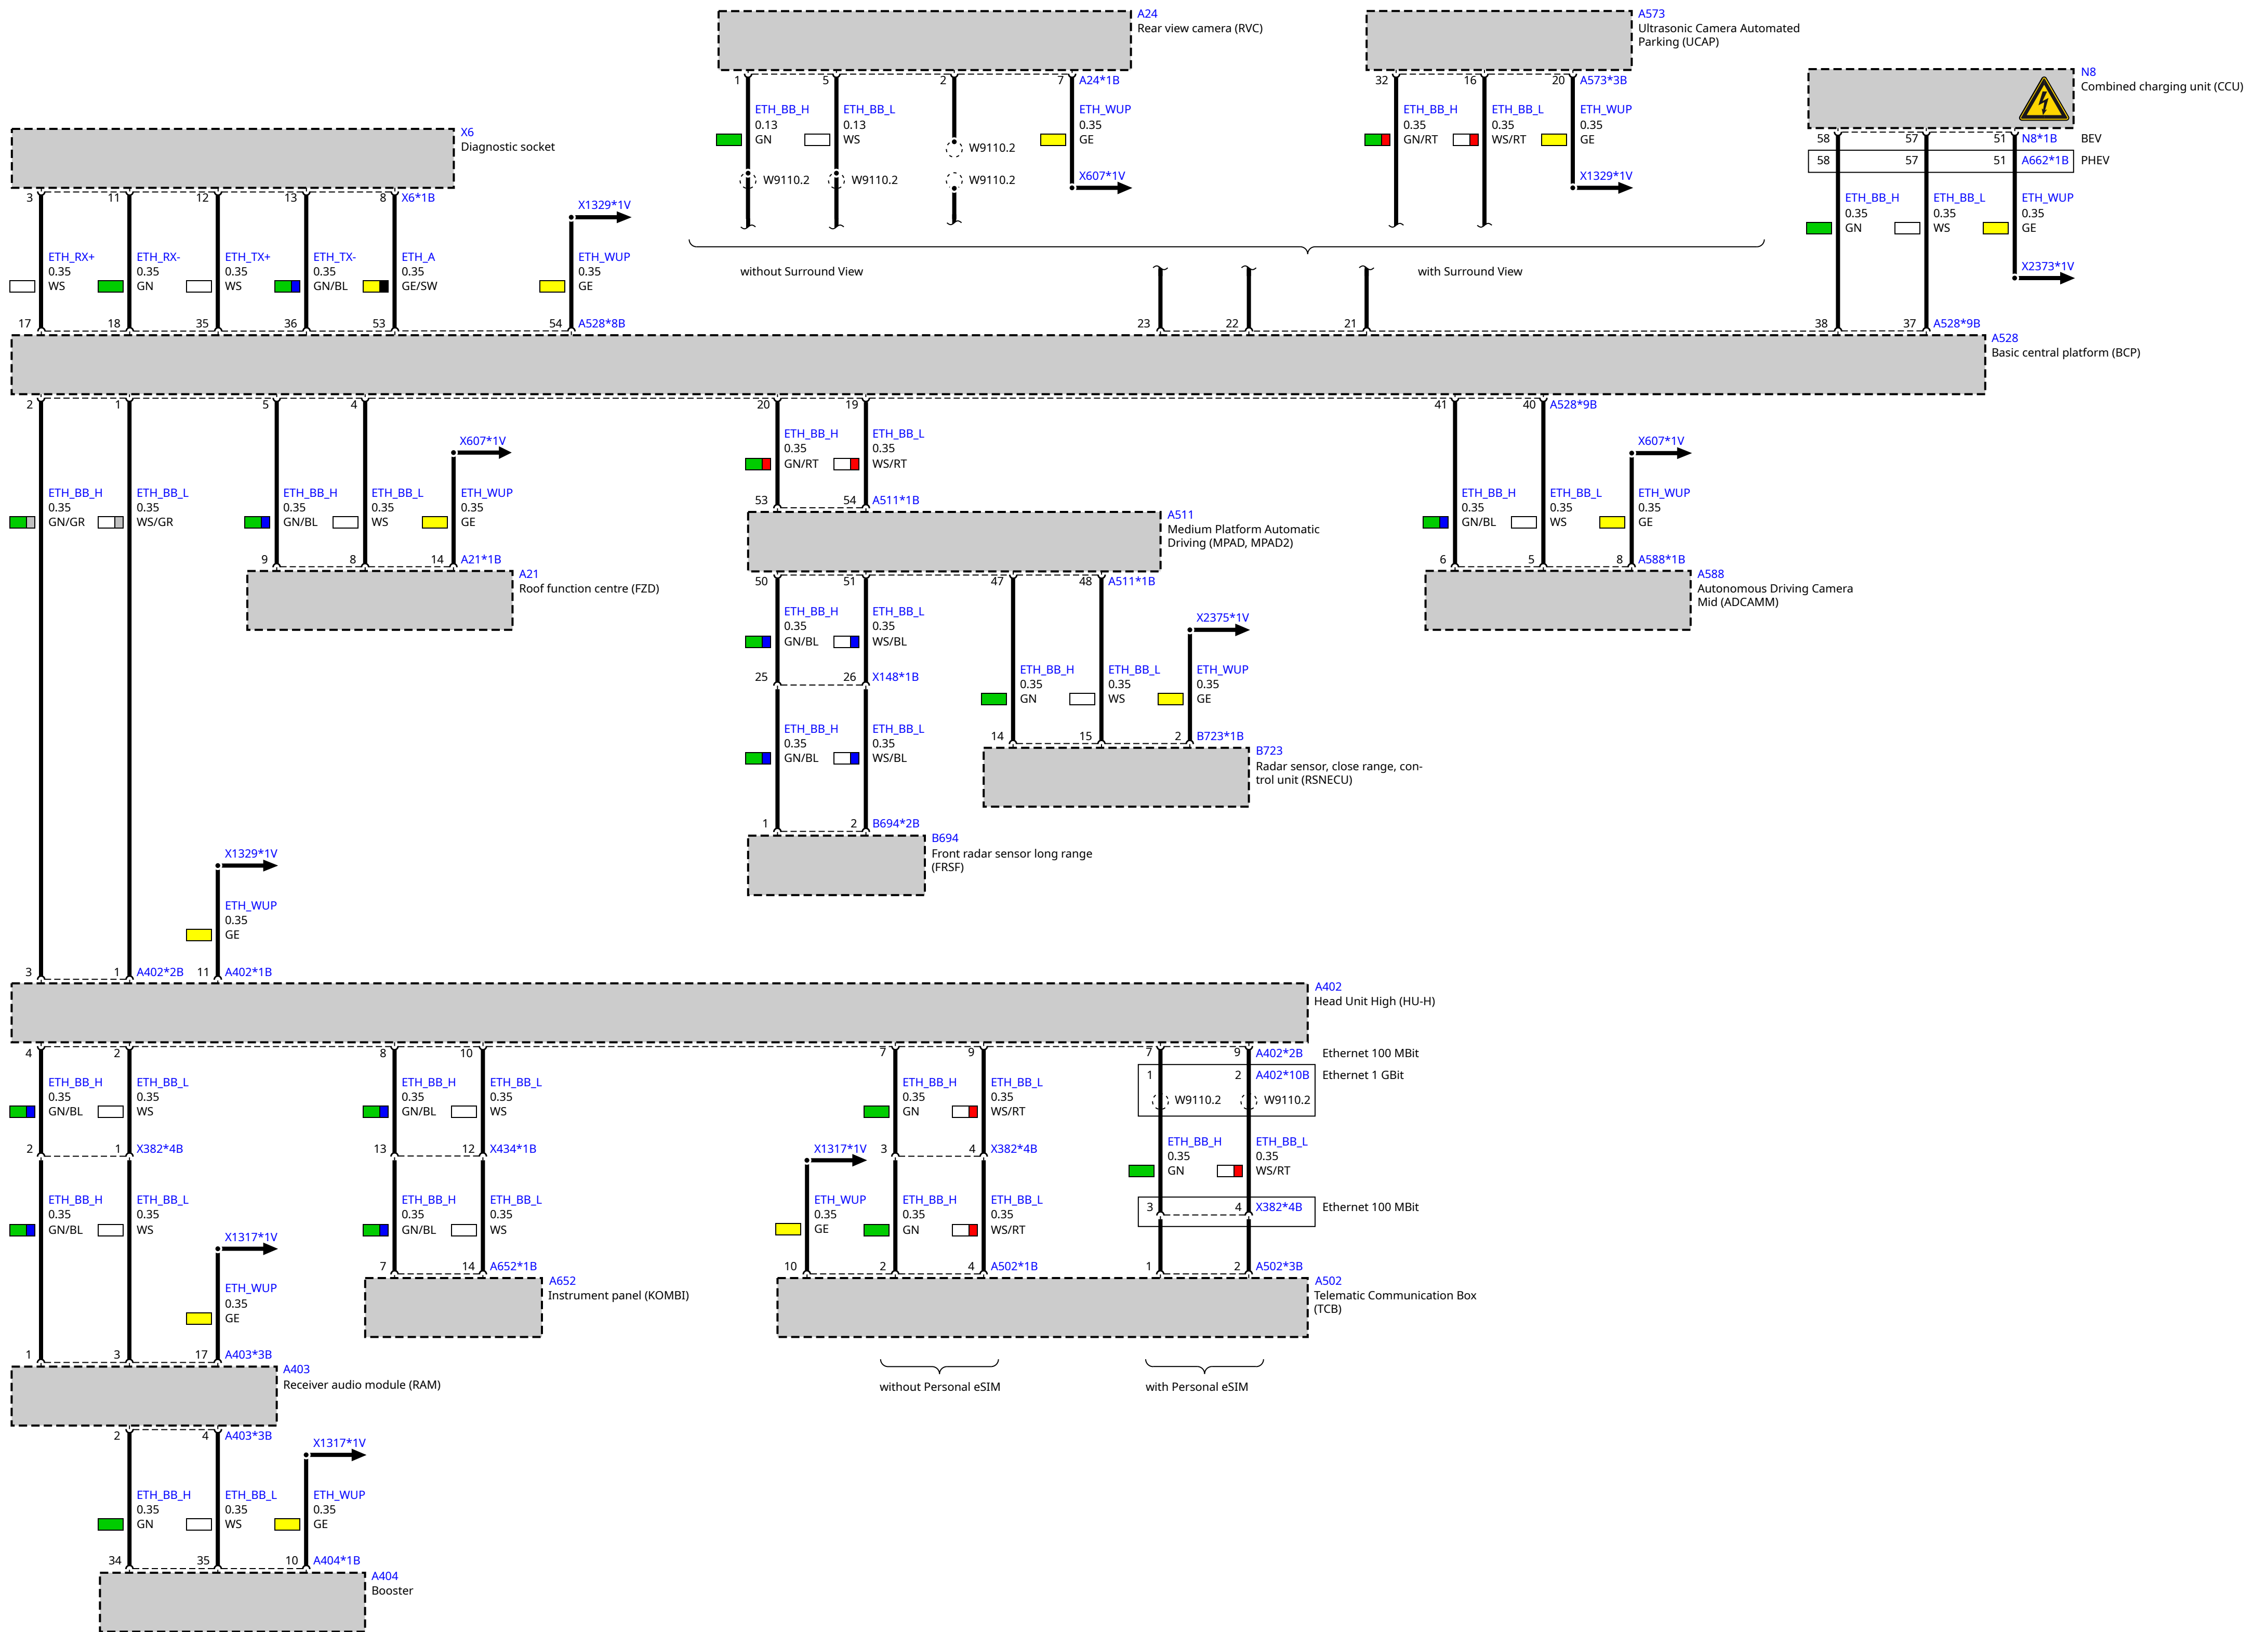 A24
Rear view camera (RVC)
A573
Ultrasonic Camera Automated
Parking (UCAP)
N8
Combined charging unit (CCU)
1 5 2 7 A24*1B
32 16 20 A573*3B
ETH_BB_H ETH_BB_L ETH_WUP
0.13 0.13 0.35
GN WS GE
W9110.2
W9110.2 W9110.2 W9110.2
X607*1V
ETH_BB_H ETH_BB_L ETH_WUP
0.35 0.35 0.35
GN/RT WS/RT GE
X1329*1V
58 57 51 N8*1B BEV
58 57 51 A662*1B PHEV
ETH_BB_H ETH_BB_L ETH_WUP
0.35 0.35 0.35
GN WS GE
X2373*1V
X6
Diagnostic socket
3 11 12 13 8 X6*1B
X1329*1V
ETH_RX+ ETH_RX- ETH_TX+ ETH_TX- ETH_A ETH_WUP
0.35 0.35 0.35 0.35 0.35 0.35
WS GN WS GN/BL GE/SW GE
without Surround View with Surround View
17 18 35 36 53 54 A528*8B
23 22 21 38 37 A528*9B
A528
Basic central platform (BCP)
2 1 5 4 20 19 41 40 A528*9B
ETH_BB_H ETH_BB_L
0.35 0.35
GN/GR WS/GR
X607*1V
ETH_BB_H ETH_BB_L ETH_WUP
0.35 0.35 0.35
GN/BL WS GE
9 8 14 A21*1B
A21
Roof function centre (FZD)
ETH_BB_H ETH_BB_L
0.35 0.35
GN/RT WS/RT
53 54 A511*1B
A511
Medium Platform Automatic
Driving (MPAD, MPAD2)
50 51 47 48 A511*1B
ETH_BB_H ETH_BB_L
0.35 0.35
GN/BL WS/BL
25 26 X148*1B
ETH_BB_H ETH_BB_L
0.35 0.35
GN/BL WS/BL
1 2 B694*2B
B694
Front radar sensor long range
(FRSF)
X2375*1V
ETH_BB_H ETH_BB_L ETH_WUP
0.35 0.35 0.35
GN WS GE
14 15 2 B723*1B
B723
Radar sensor, close range, con-
trol unit (RSNECU)
X607*1V
ETH_BB_H ETH_BB_L ETH_WUP
0.35 0.35 0.35
GN/BL WS GE
6 5 8 A588*1B
A588
Autonomous Driving Camera
Mid (ADCAMM)
X1329*1V
ETH_WUP
0.35
GE
3 1 A402*2B 11 A402*1B
A402
Head Unit High (HU-H)
4 2 8 10 7 9 7 9 A402*2B Ethernet 100 MBit
1 2 A402*10B Ethernet 1 GBit
W9110.2 W9110.2
ETH_BB_H ETH_BB_L
0.35 0.35
GN/BL WS
2 1 X382*4B
ETH_BB_H ETH_BB_L
0.35 0.35
GN/BL WS
X1317*1V
ETH_WUP
0.35
GE
1 3 17 A403*3B
A403
Receiver audio module (RAM)
ETH_BB_H ETH_BB_L
0.35 0.35
GN/BL WS
13 12 X434*1B
ETH_BB_H ETH_BB_L
0.35 0.35
GN/BL WS
7 14 A652*1B
A652
Instrument panel (KOMBI)
ETH_BB_H ETH_BB_L
0.35 0.35
GN WS/RT
X1317*1V 3 4 X382*4B
ETH_WUP ETH_BB_H ETH_BB_L
0.35 0.35 0.35
GE GN WS/RT
10 2 4 A502*1B
ETH_BB_H ETH_BB_L
0.35 0.35
GN WS/RT
3 4 X382*4B Ethernet 100 MBit
1 2 A502*3B
A502
Telematic Communication Box
(TCB)
without Personal eSIM with Personal eSIM
2 4 A403*3B
X1317*1V
ETH_BB_H ETH_BB_L ETH_WUP
0.35 0.35 0.35
GN WS GE
34 35 10 A404*1B
A404
Booster